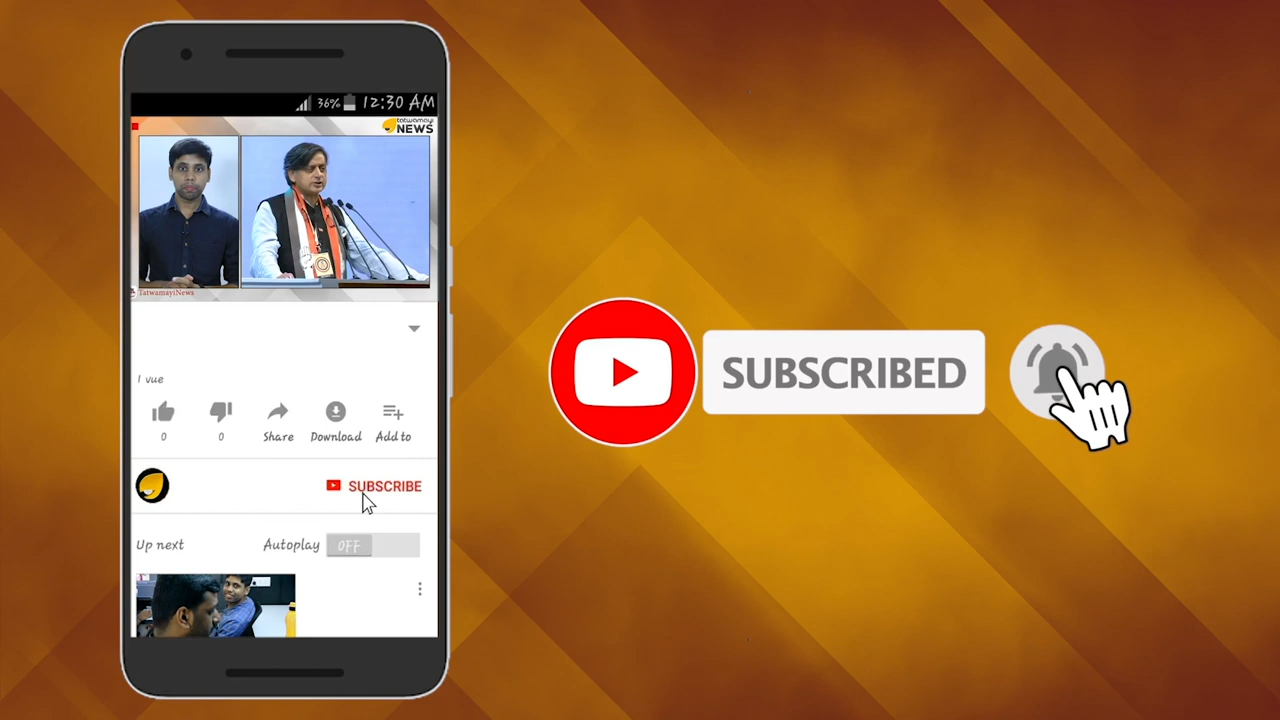 36% 12:30 AM
tatwamayi
NEWS
TatwamayiNews
1 vue
0
0
Share
Download
Add to
SUBSCRIBE
Up next
Autoplay
OFF
SUBSCRIBED